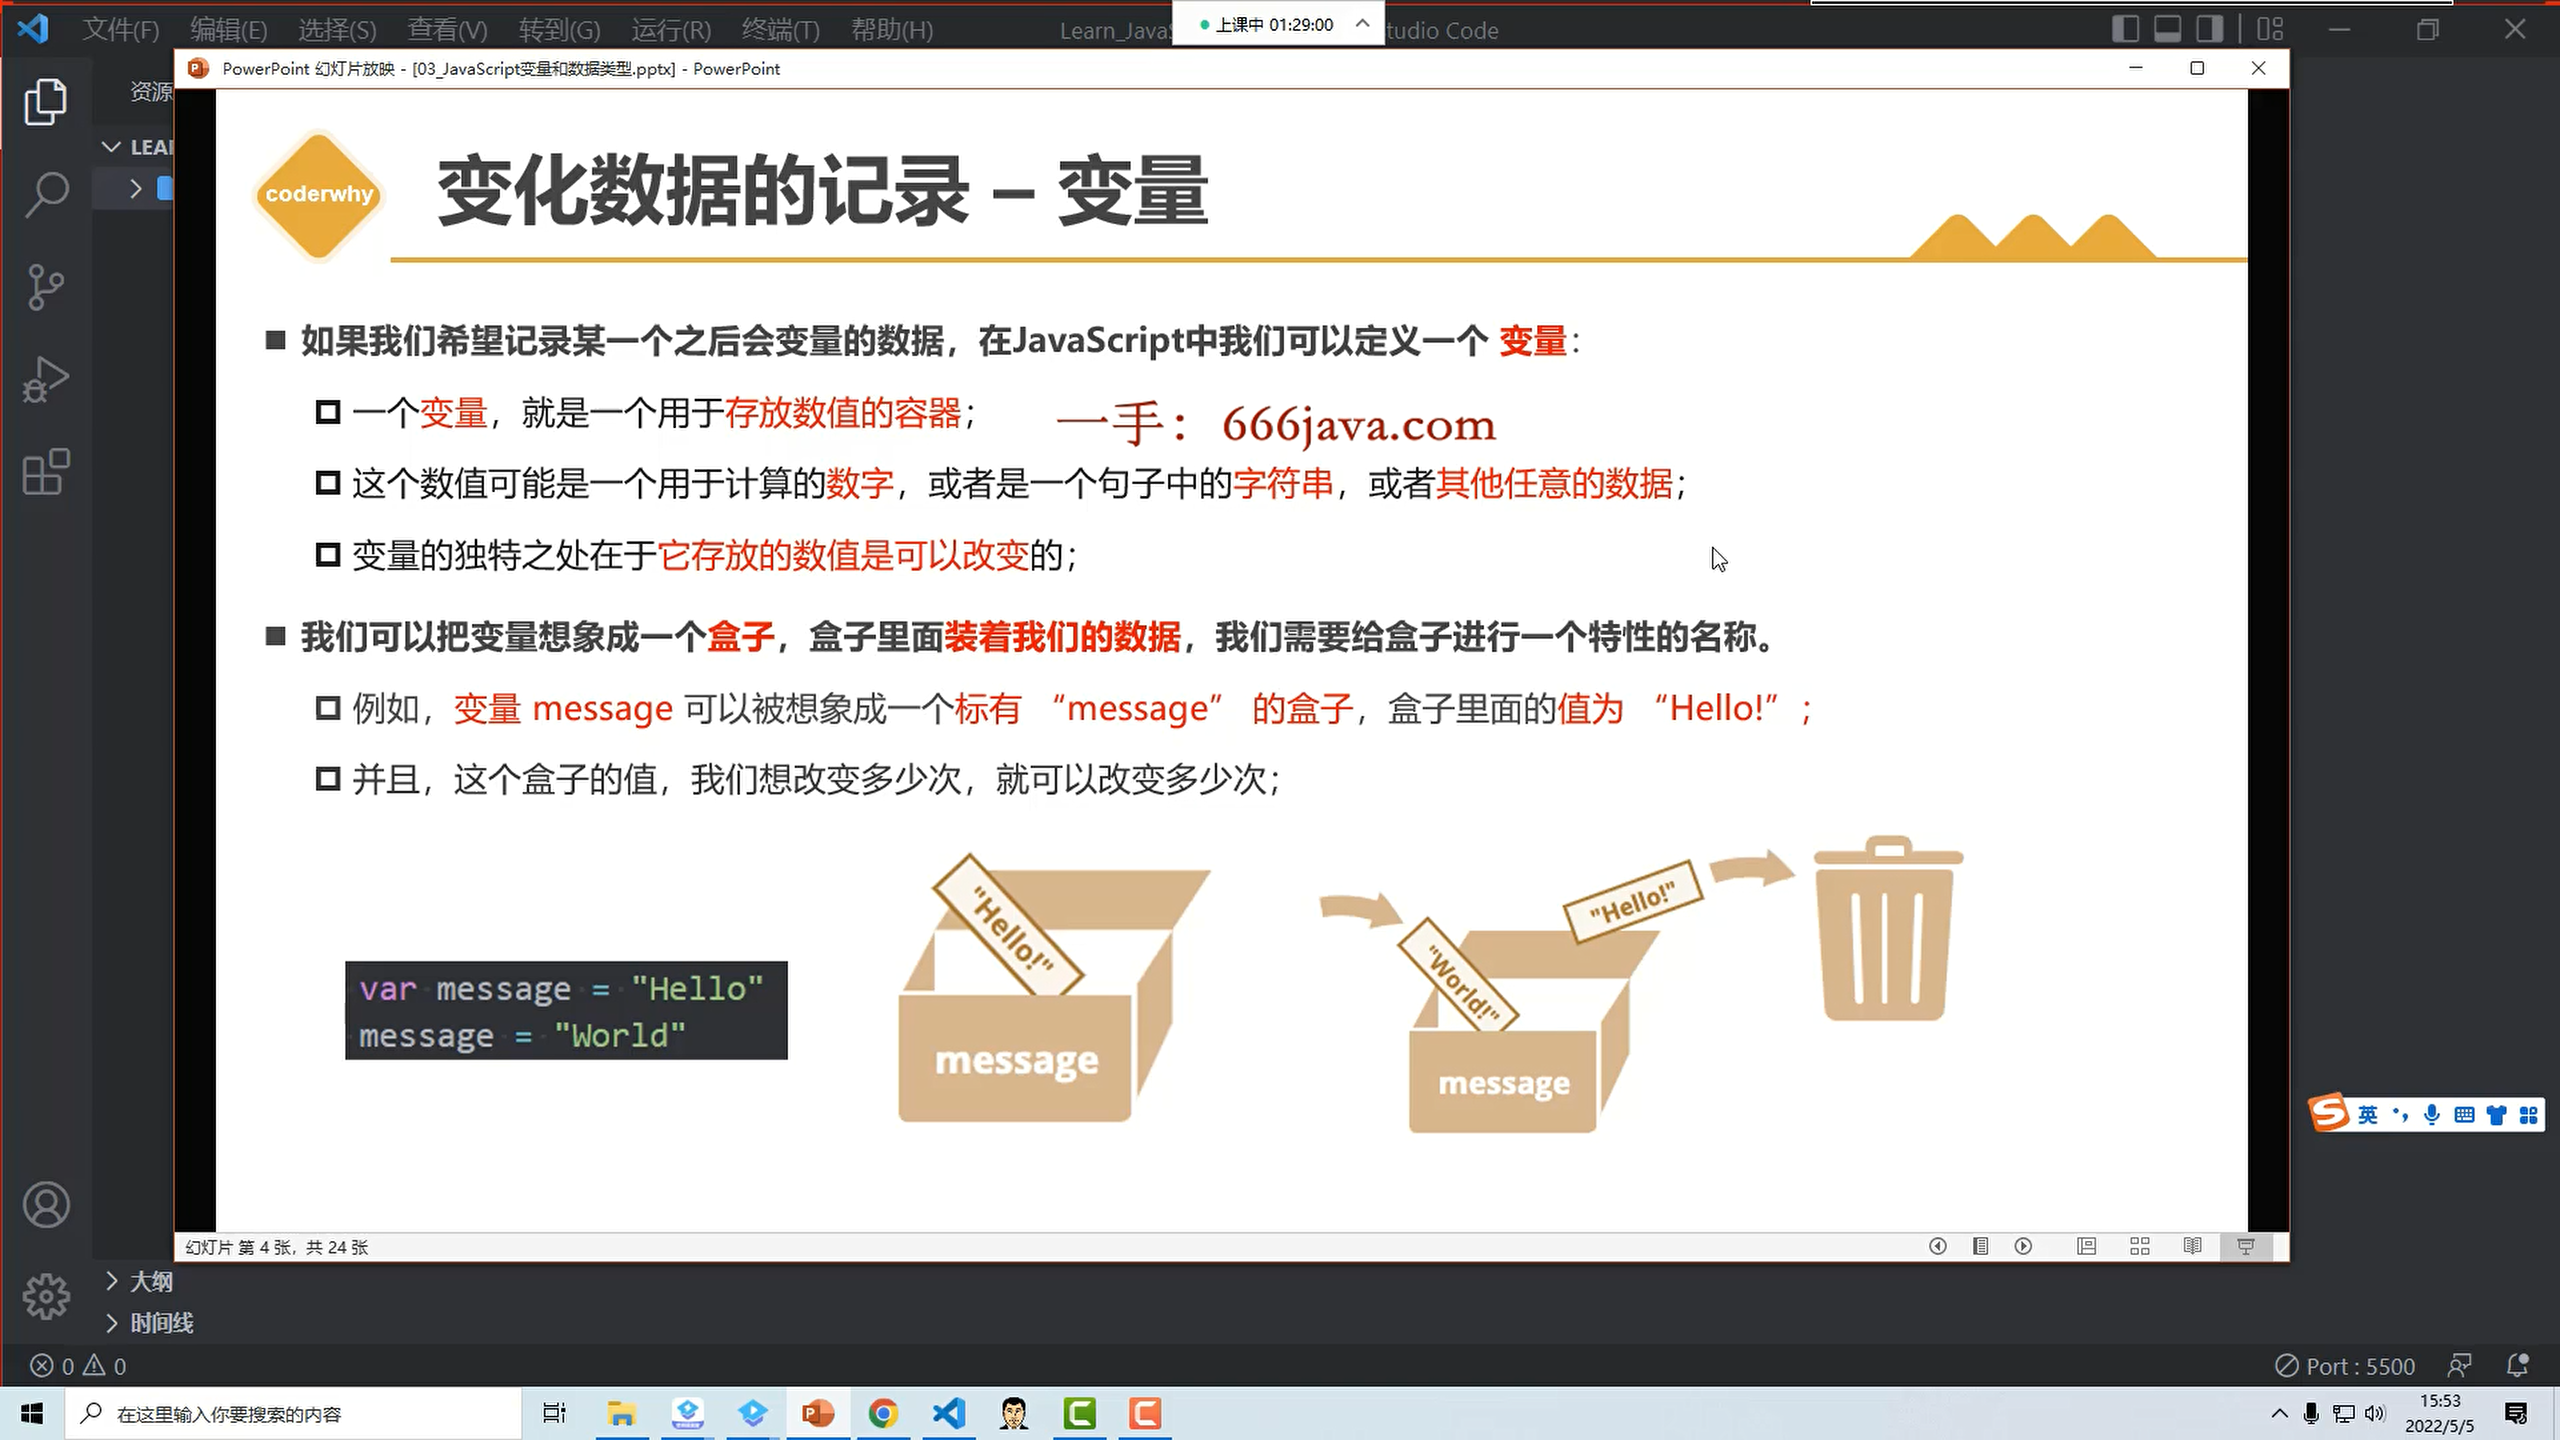 文件(F) 编辑(E) 选择(S) 查看(V) 转到(G) 运行(R) 终端(T) 帮助(H) Learn_JavaS
上课中 01:29:00
tudio Code
PowerPoint 幻灯片放映 - [03_JavaScript变量和数据类型.pptx] - PowerPoint
资源
LEAI
coderwhy
变化数据的记录 – 变量
如果我们希望记录某一个之后会变量的数据，在JavaScript中我们可以定义一个 变量：
一个变量，就是一个用于存放数值的容器；
一手：666java.com
这个数值可能是一个用于计算的数字，或者是一个句子中的字符串，或者其他任意的数据；
变量的独特之处在于它存放的数值是可以改变的；
我们可以把变量想象成一个盒子，盒子里面装着我们的数据，我们需要给盒子进行一个特性的名称。
例如，变量 message 可以被想象成一个标有 “message” 的盒子，盒子里面的值为 “Hello!”；
并且，这个盒子的值，我们想改变多少次，就可以改变多少次；
var message = "Hello"
message = "World"
"Hello!"
message
"World!"
"Hello!"
message
英
幻灯片 第 4 张，共 24 张
大纲
时间线
0 0
Port : 5500
在这里输入你要搜索的内容
15:53
2022/5/5